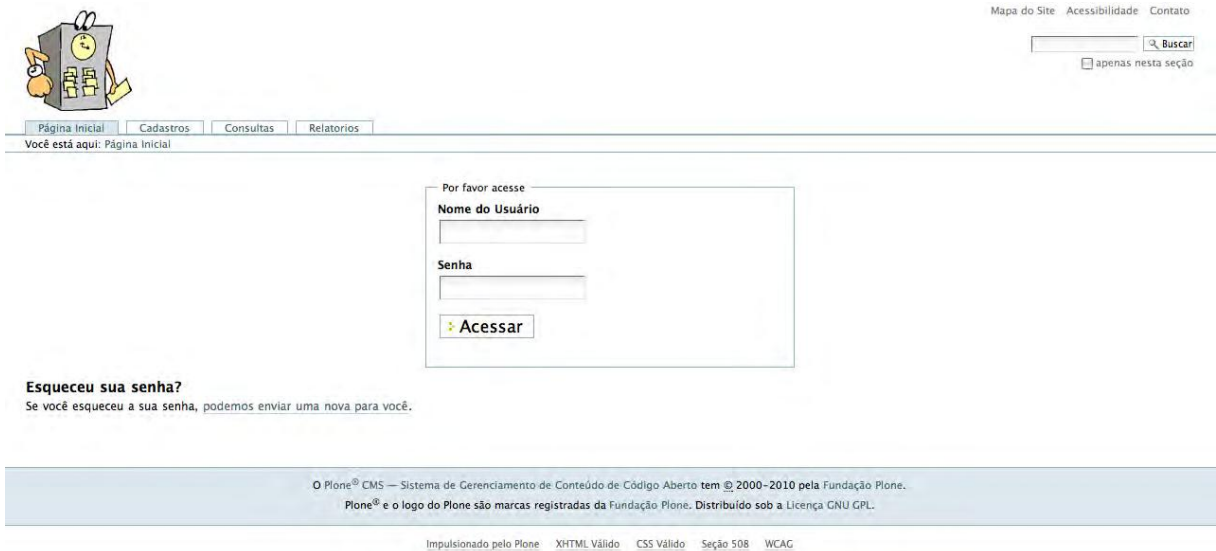 Mapa do Site Acessibilidade Contato
Buscar
apenas nesta seção
Página Inicial Cadastros Consultas Relatorios
Você está aqui: Página Inicial
Por favor acesse
Nome do Usuário
Senha
Acessar
Esqueceu sua senha?
Se você esqueceu a sua senha, podemos enviar uma nova para você.
O Plone® CMS — Sistema de Gerenciamento de Conteúdo de Código Aberto tem © 2000-2010 pela Fundação Plone.
Plone® e o logo do Plone são marcas registradas da Fundação Plone. Distribuído sob a Licença GNU GPL.
Impulsionado pelo Plone XHTML Válido CSS Válido Seção 508 WCAG